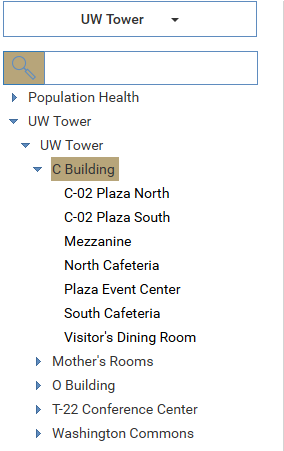 UW Tower
Population Health
UW Tower
UW Tower
C Building
C-02 Plaza North
C-02 Plaza South
Mezzanine
North Cafeteria
Plaza Event Center
South Cafeteria
Visitor's Dining Room
Mother's Rooms
O Building
T-22 Conference Center
Washington Commons